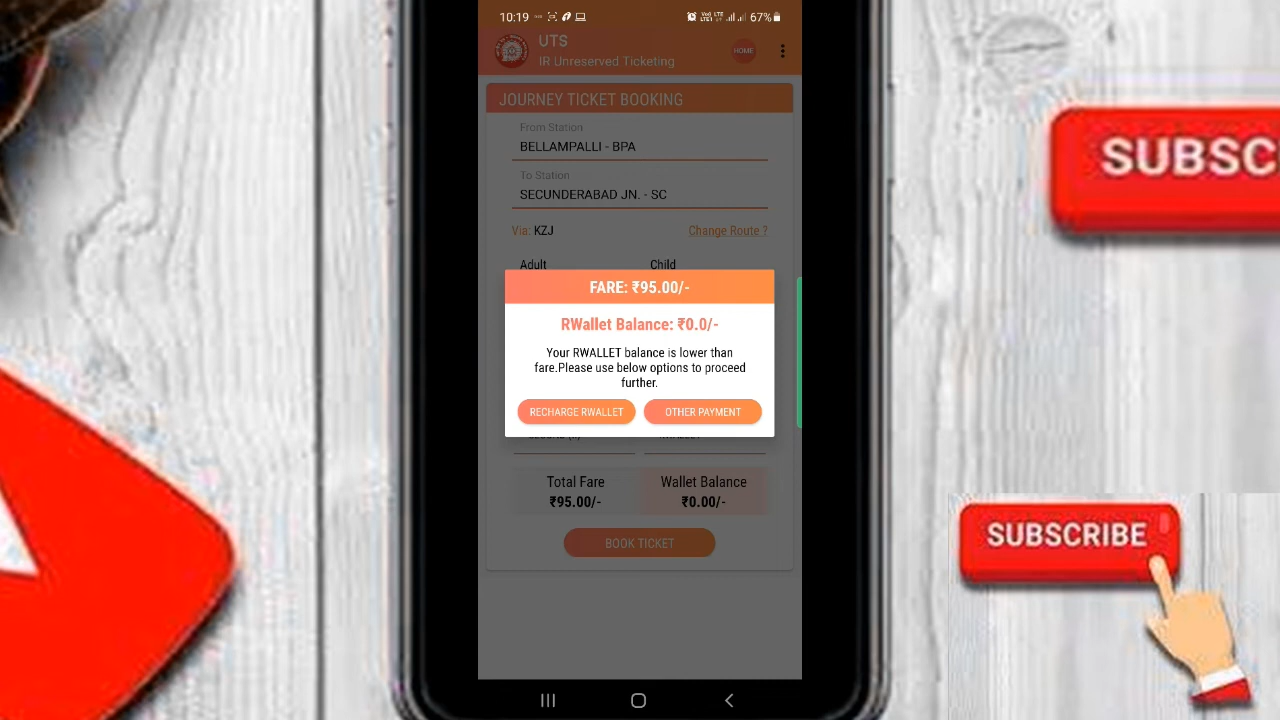 10:19
67%
UTS
IR Unreserved Ticketing
HOME
JOURNEY TICKET BOOKING
From Station
BELLAMPALLI - BPA
To Station
SECUNDERABAD JN. - SC
Via: KZJ
Change Route ?
Adult
Child
FARE: ₹95.00/-
RWallet Balance: ₹0.0/-
Your RWALLET balance is lower than
fare.Please use below options to proceed
further.
RECHARGE RWALLET
OTHER PAYMENT
Total Fare
Wallet Balance
₹95.00/-
₹0.00/-
BOOK TICKET
SUBSC
SUBSCRIBE